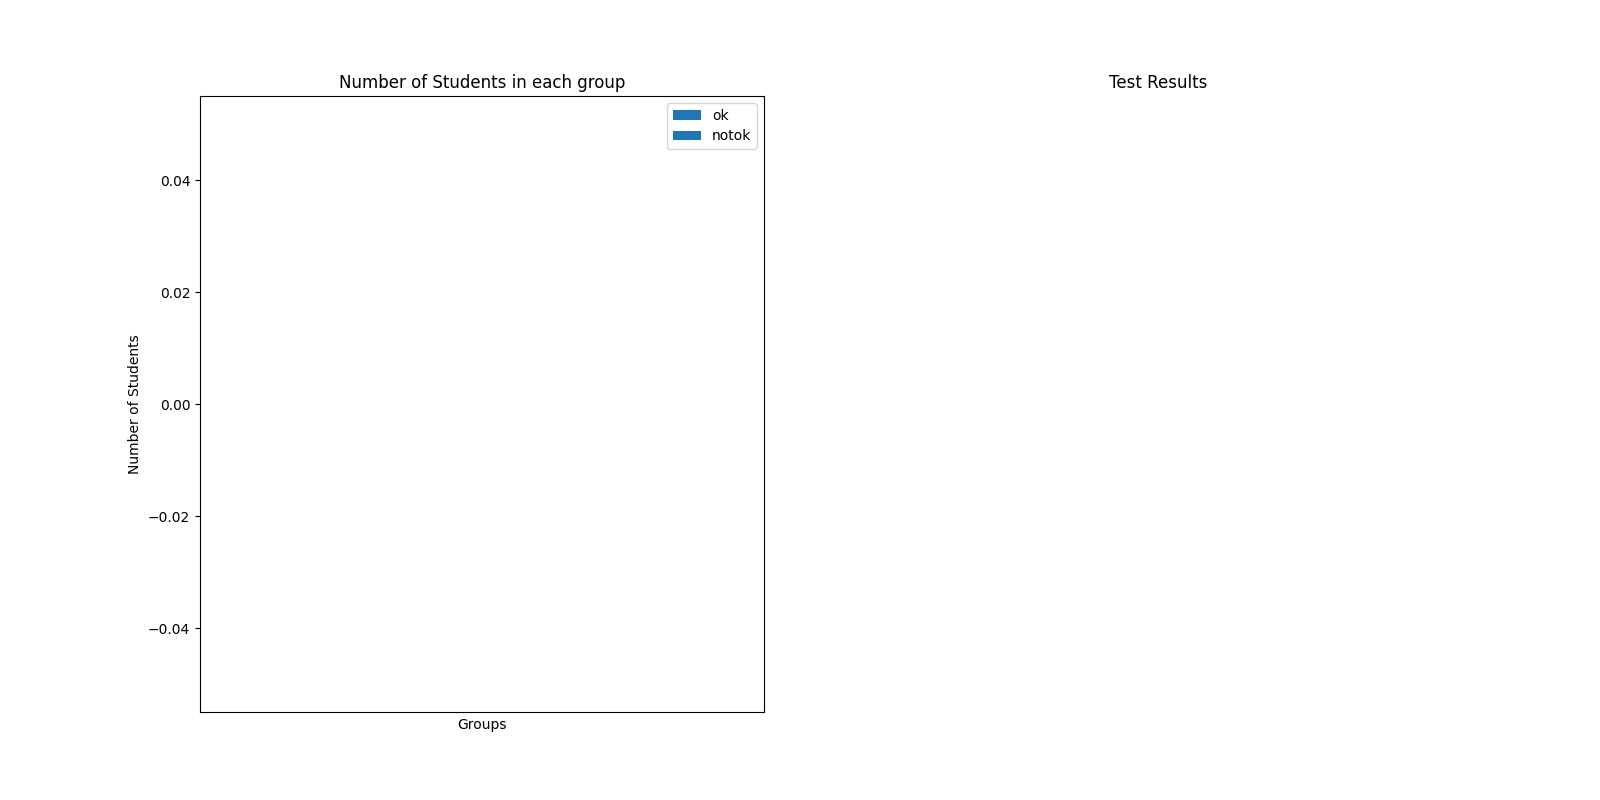 Number of Students in each group
ok
notok
0.04
0.02
0.00
−0.02
−0.04
Number of Students
Groups
Test Results